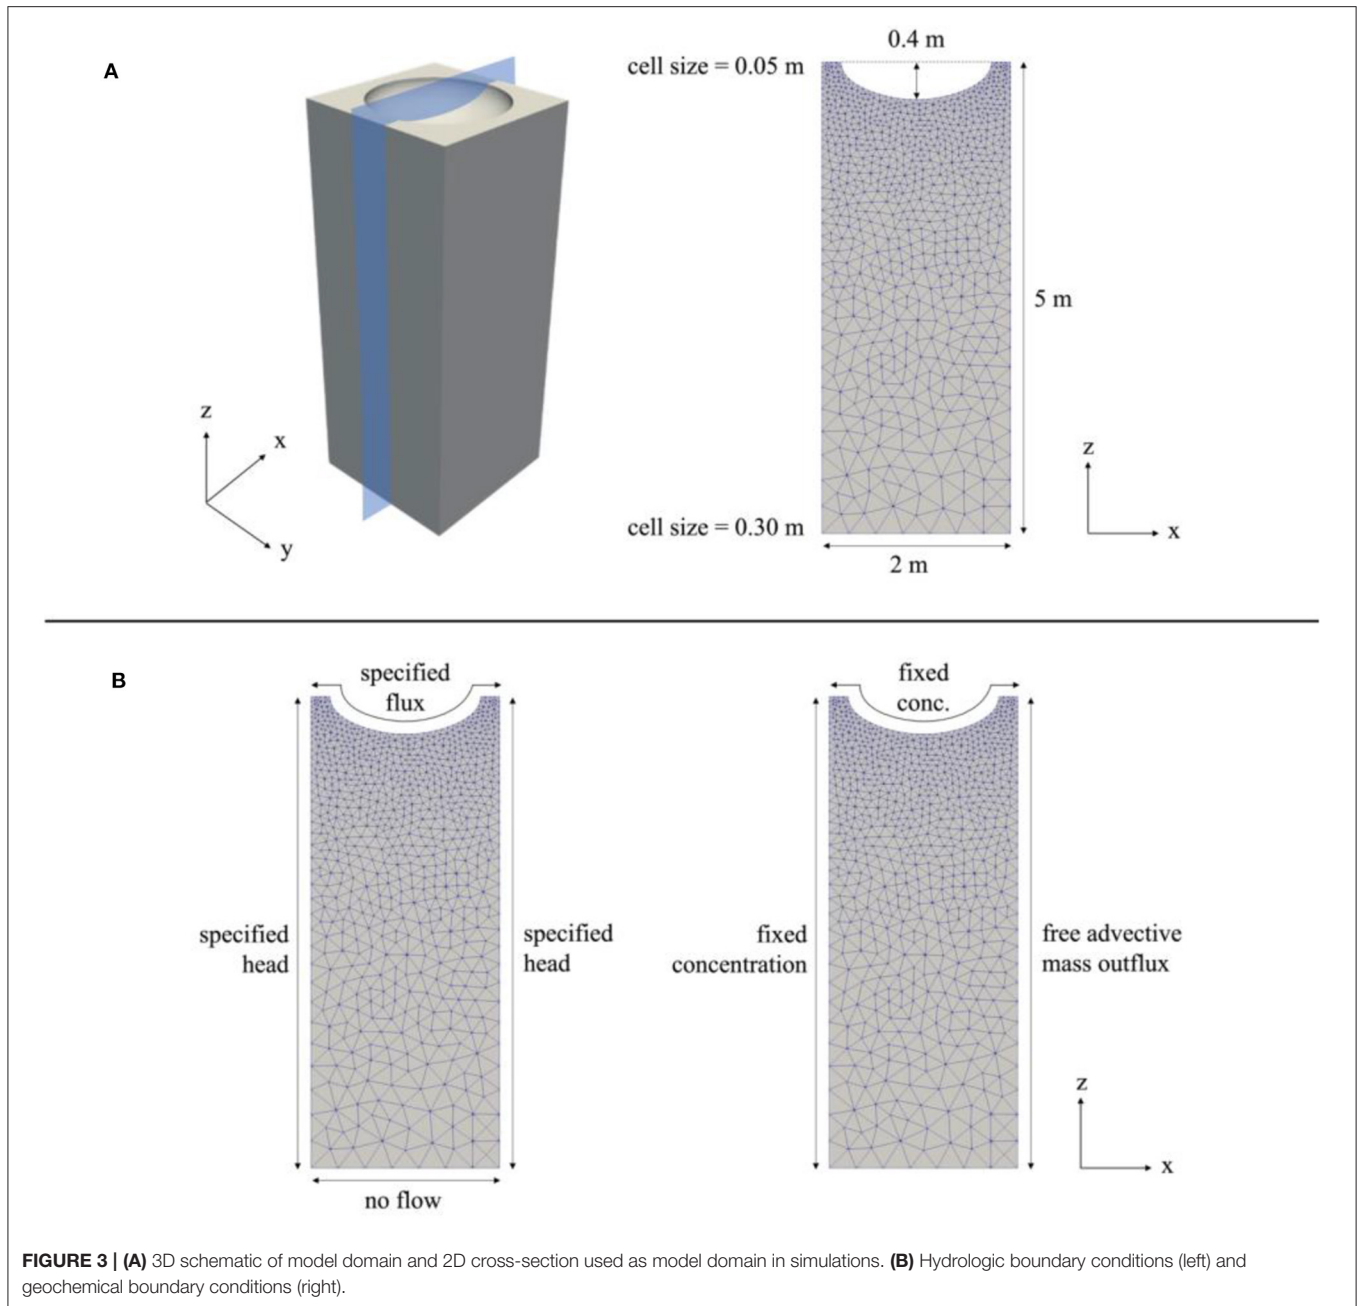 A
0.4 m
cell size = 0.05 m
5 m
z
x
y
z
x
cell size = 0.30 m
2 m
B
specified
flux
fixed
conc.
specified
head
specified
head
fixed
concentration
free advective
mass outflux
z
x
no flow
FIGURE 3 | (A) 3D schematic of model domain and 2D cross-section used as model domain in simulations. (B) Hydrologic boundary conditions (left) and
geochemical boundary conditions (right).